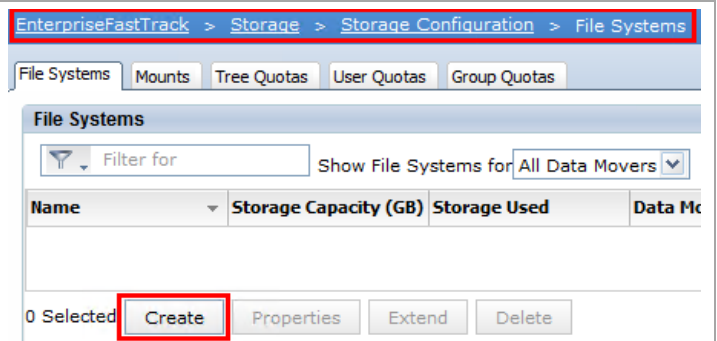 EnterpriseFastTrack > Storage > Storage Configuration > File Systems
File Systems Mounts Tree Quotas User Quotas Group Quotas
File Systems
Filter for Show File Systems for All Data Movers
Name Storage Capacity (GB) Storage Used Data Mo
0 Selected Create Properties Extend Delete